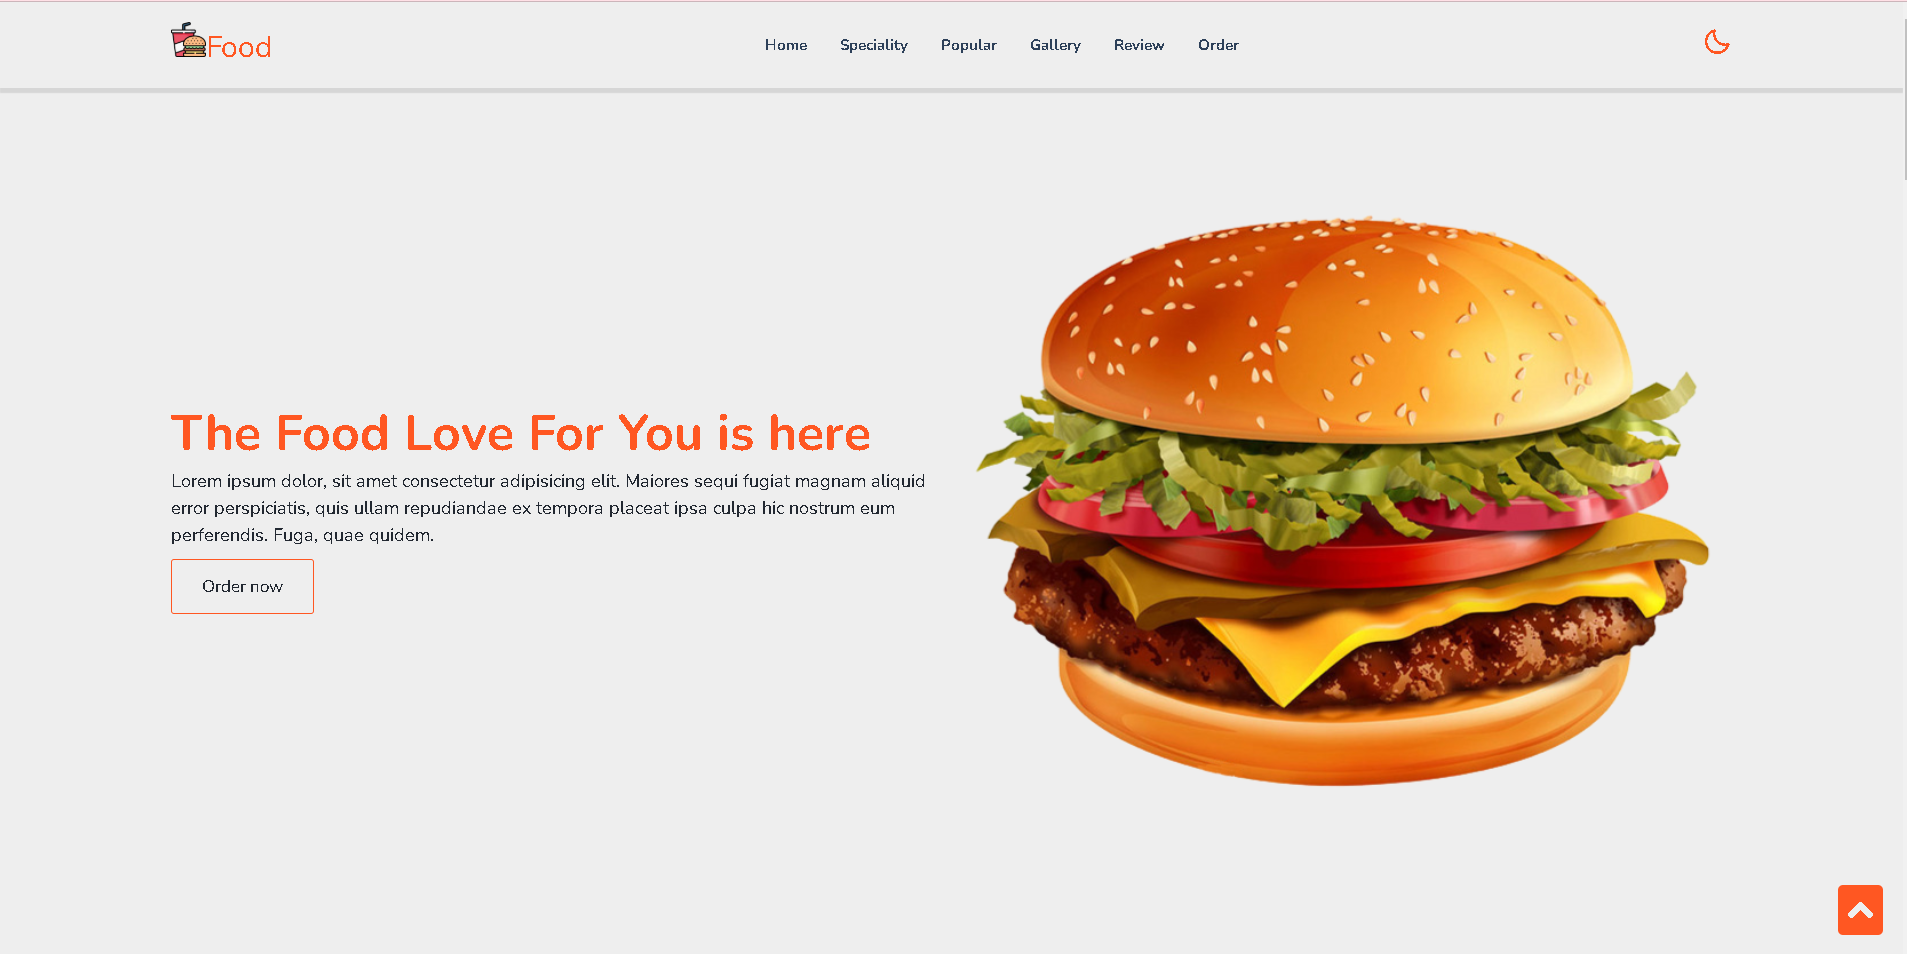 Food
Home
Speciality
Popular
Gallery
Review
Order
The Food Love For You is here
Lorem ipsum dolor, sit amet consectetur adipisicing elit. Maiores sequi fugiat magnam aliquid
error perspiciatis, quis ullam repudiandae ex tempora placeat ipsa culpa hic nostrum eum
perferendis. Fuga, quae quidem.
Order now